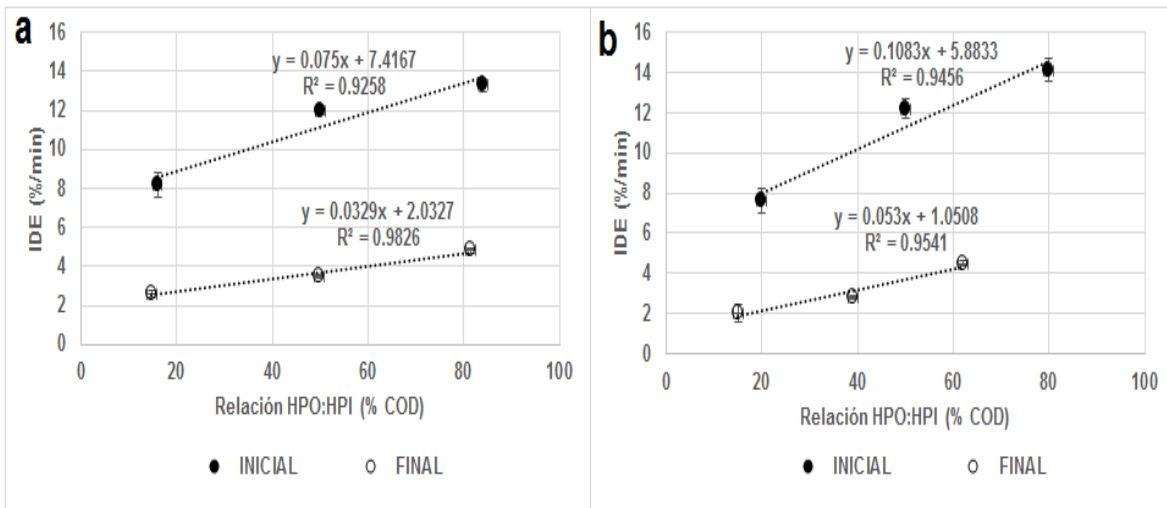 a
IDE (%/min)
16
14
12
10
8
6
4
2
0
y = 0.075x + 7.4167
R² = 0.9258
y = 0.0329x + 2.0327
R² = 0.9826
0 20 40 60 80 100
Relación HPO:HPI (% COD)
INICIAL FINAL
b
IDE (%/min)
16
14
12
10
8
6
4
2
0
y = 0.1083x + 5.8833
R² = 0.9456
y = 0.053x + 1.0508
R² = 0.9541
0 20 40 60 80 100
Relación HPO:HPI (% COD)
INICIAL FINAL